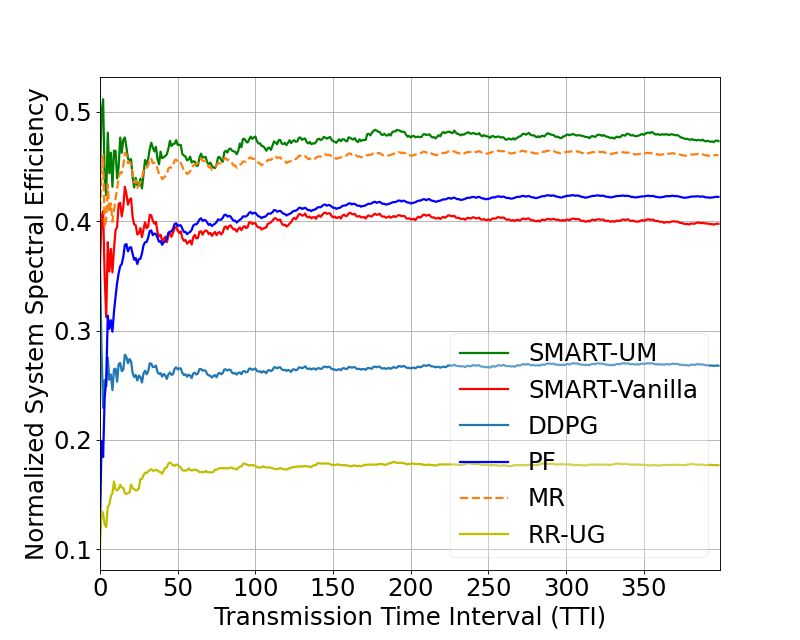 Normalized System Spectral Efficiency
0.5
0.4
0.3
0.2
0.1
SMART-UM
SMART-Vanilla
DDPG
PF
MR
RR-UG
0 50 100 150 200 250 300 350
Transmission Time Interval (TTI)